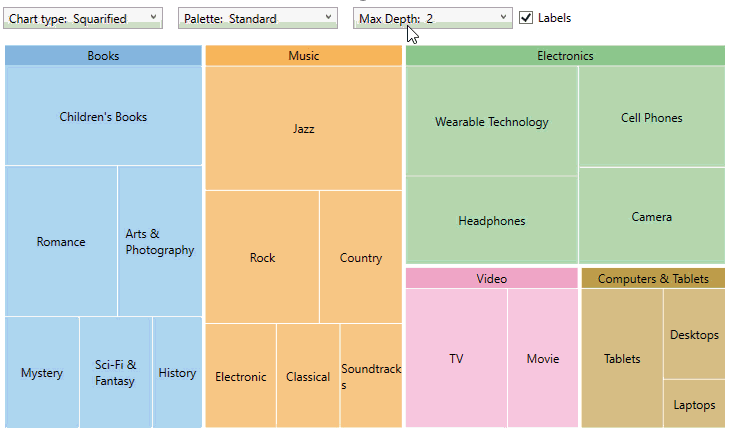 Chart type: Squarified
Palette: Standard
Max Depth: 2
Labels
Books
Music
Electronics
Children's Books
Jazz
Wearable Technology
Cell Phones
Romance
Arts &
Photography
Rock
Country
Headphones
Camera
Video
Computers & Tablets
Mystery
Sci-Fi &
Fantasy
History
Electronic
Classical
Soundtrack
s
TV
Movie
Tablets
Desktops
Laptops